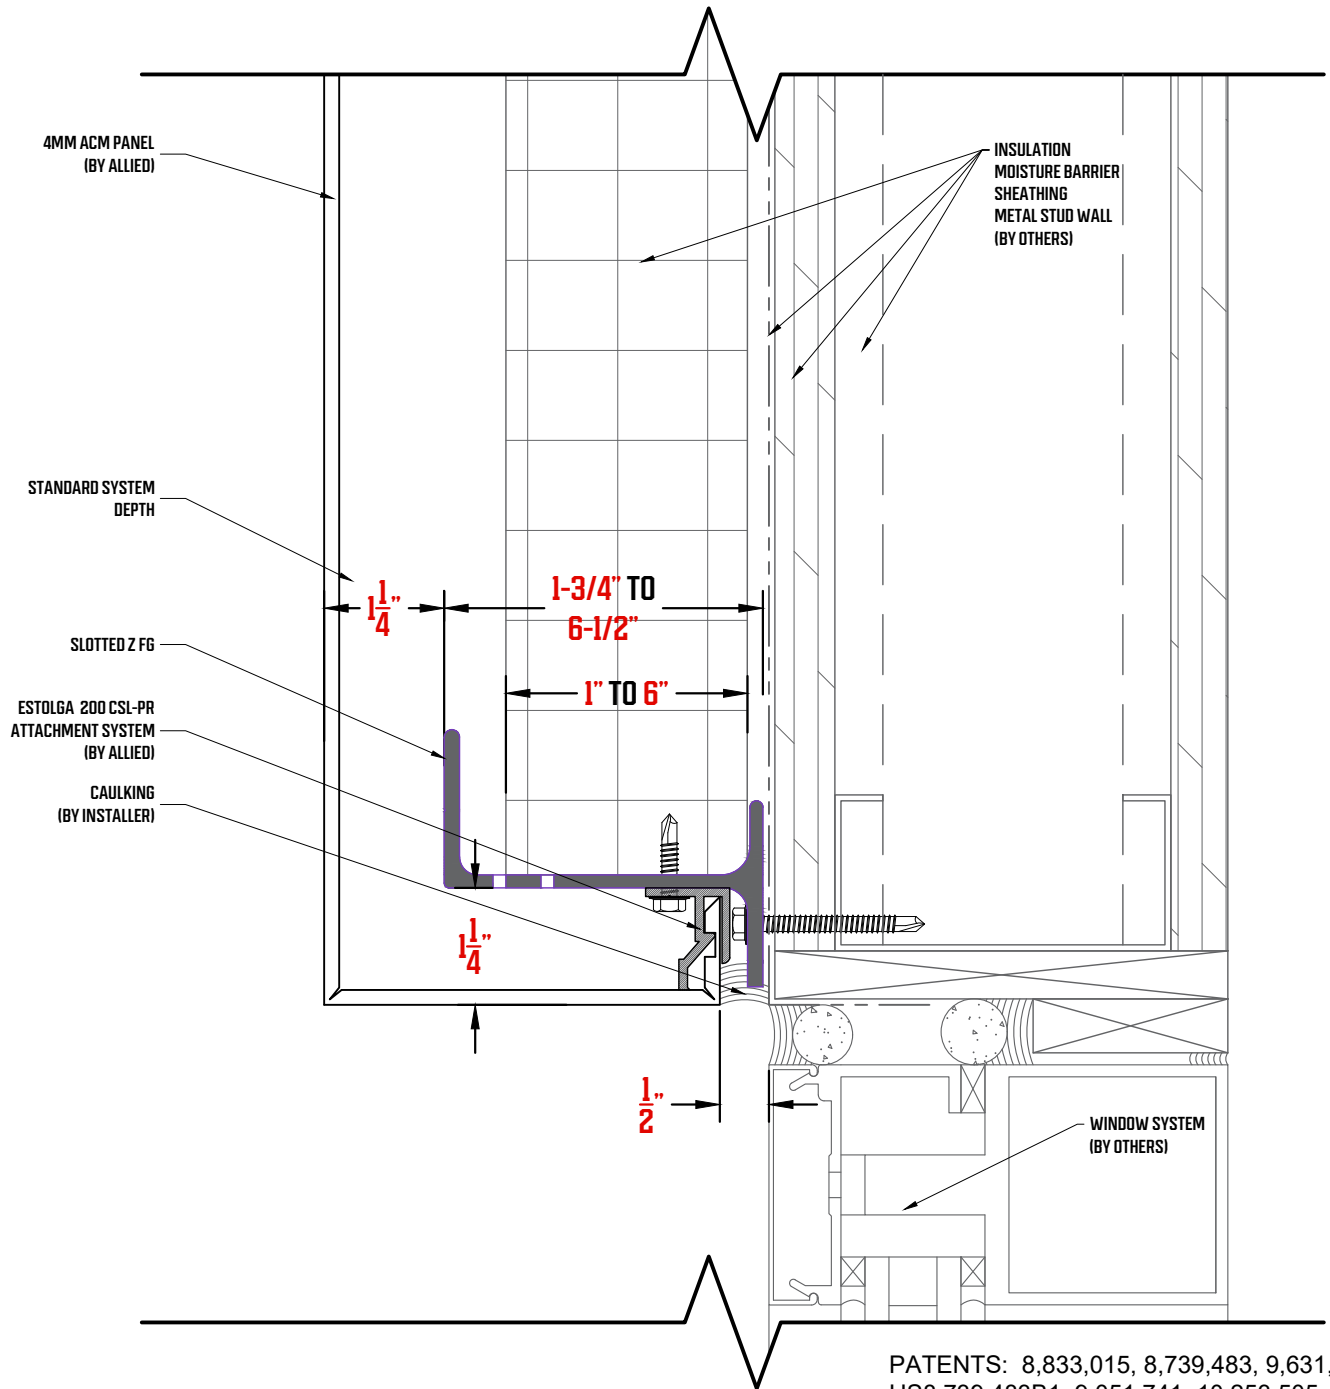 4MM ACM PANEL
(BY ALLIED)
INSULATION
MOISTURE BARRIER
SHEATHING
METAL STUD WALL
(BY OTHERS)
STANDARD SYSTEM
DEPTH
1 1/4"
1-3/4" TO
6-1/2"
SLOTTED Z FG
1" TO 6"
ESTOLGA 200 CSL-PR
ATTACHMENT SYSTEM
(BY ALLIED)
CAULKING
(BY INSTALLER)
1 1/4"
1/2"
WINDOW SYSTEM
(BY OTHERS)
PATENTS: 8,833,015, 8,739,483, 9,631,